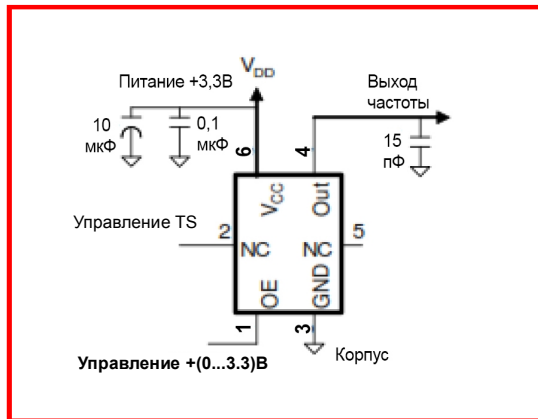 Питание +3,3В
V_DD
Выход
частоты
10
мкФ
0,1
мкФ
6
4
15
пФ
V_CC
Out
Управление TS
2
NC
NC
5
OE
GND
1
3
Корпус
Управление +(0...3.3)В